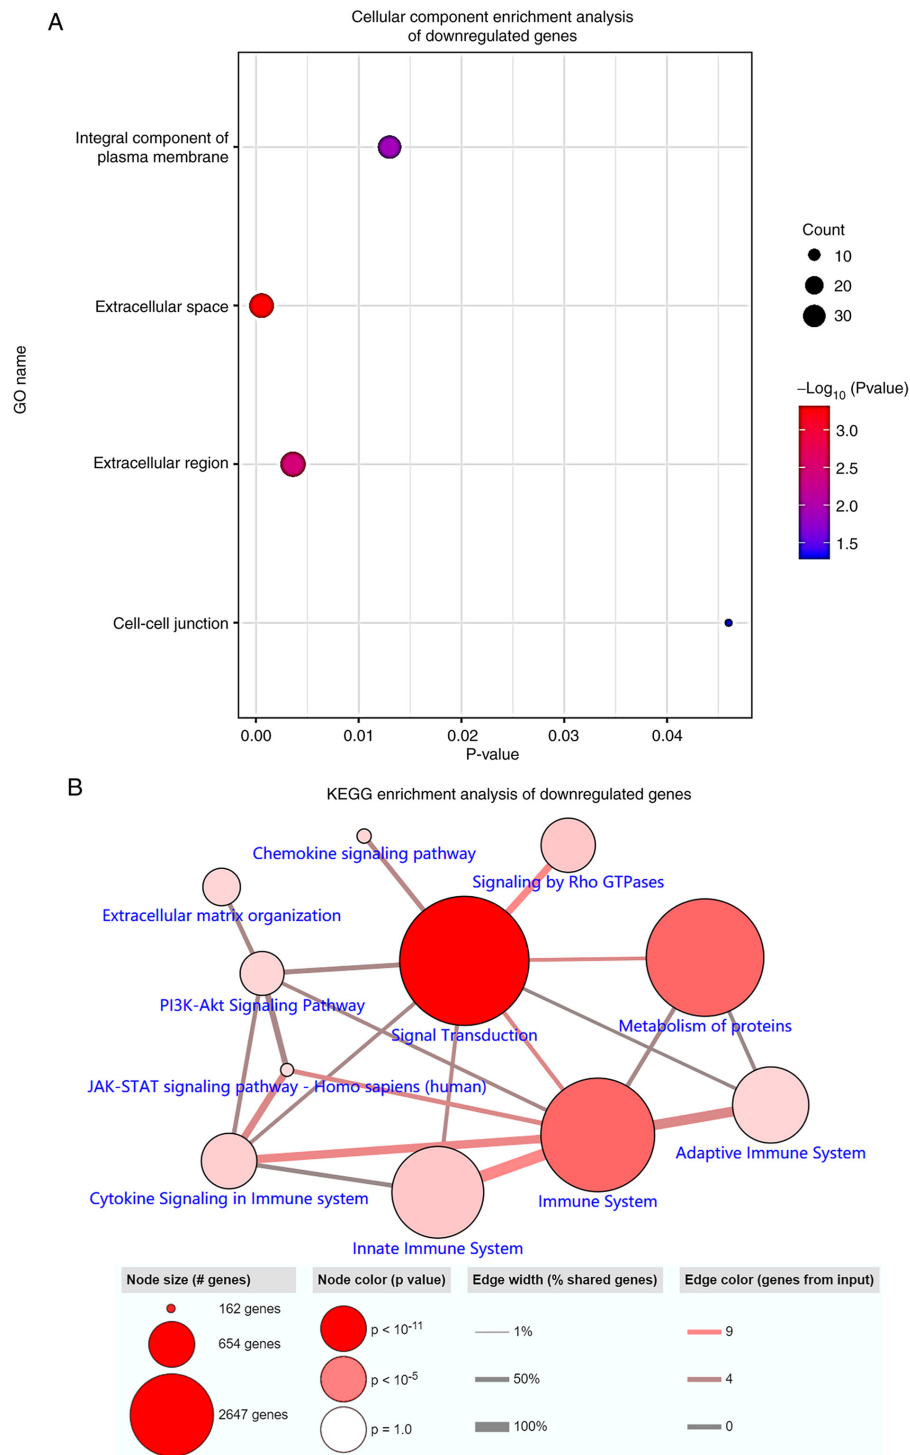 A
Cellular component enrichment analysis
of downregulated genes
Integral component of
plasma membrane
Extracellular space
Extracellular region
Cell-cell junction
GO name
0.00
0.01
0.02
0.03
0.04
P-value
Count
10
20
30
–Log10 (Pvalue)
3.0
2.5
2.0
1.5
B
KEGG enrichment analysis of downregulated genes
Chemokine signaling pathway
Signaling by Rho GTPases
Extracellular matrix organization
PI3K-Akt Signaling Pathway
Signal Transduction
Metabolism of proteins
JAK-STAT signaling pathway - Homo sapiens (human)
Adaptive Immune System
Cytokine Signaling in Immune system
Immune System
Innate Immune System
Node size (# genes)
162 genes
654 genes
2647 genes
Node color (p value)
p < 10-11
p < 10-5
p = 1.0
Edge width (% shared genes)
1%
50%
100%
Edge color (genes from input)
9
4
0